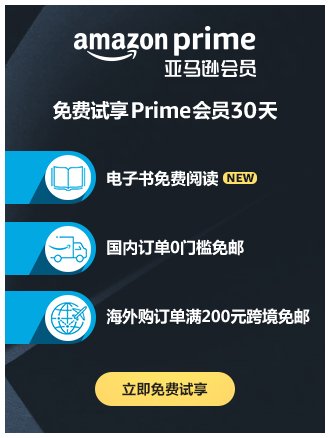 amazon prime
亚马逊会员
免费试享Prime会员30天
电子书免费阅读 NEW
国内订单0门槛免邮
海外购订单满200元跨境免邮
立即免费试享